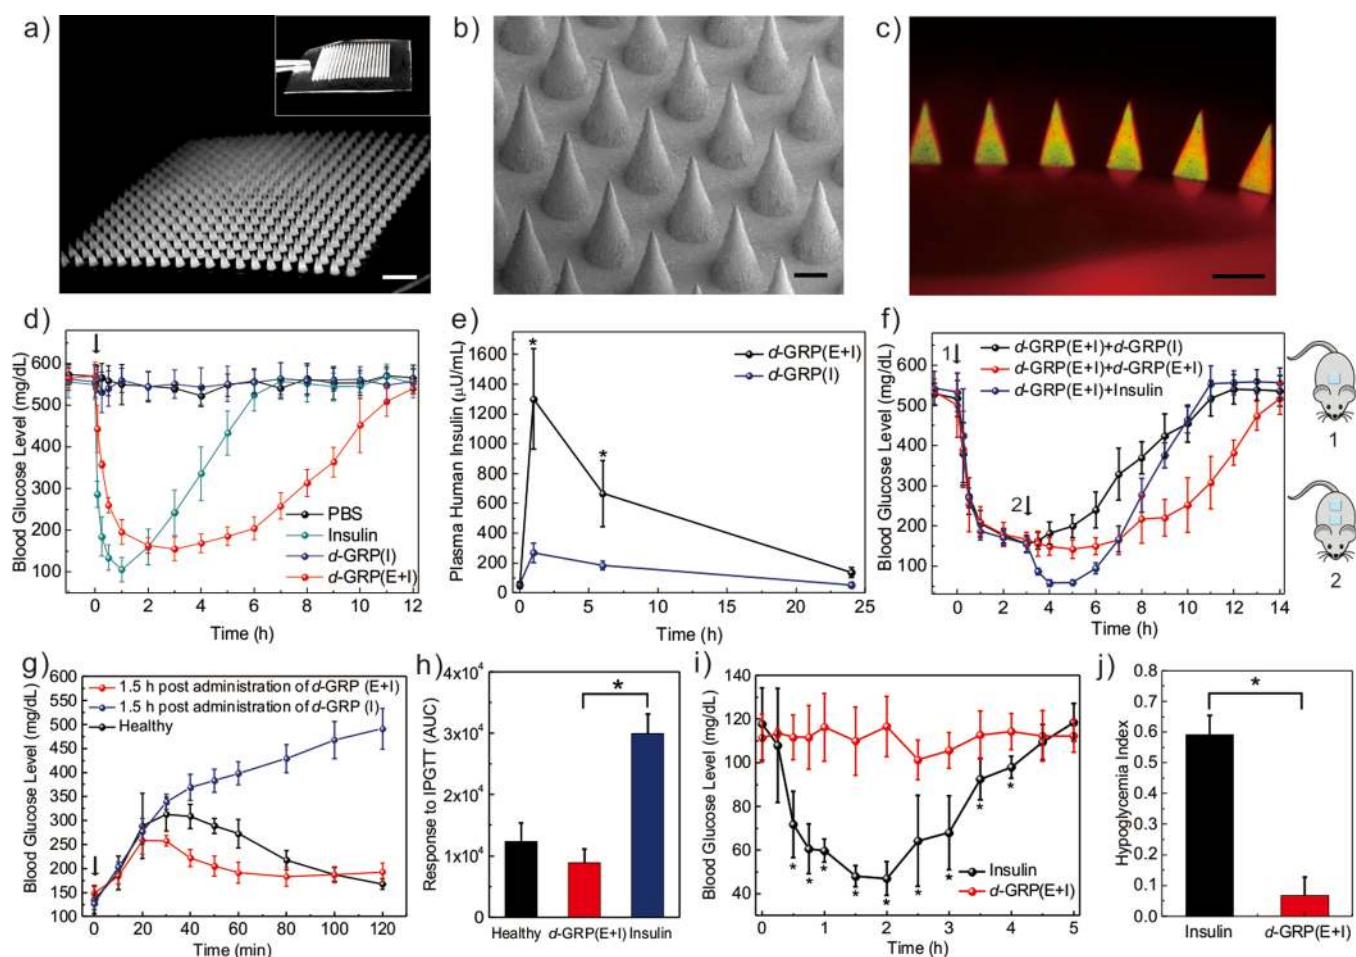 a)
b)
c)
d)
Blood Glucose Level (mg/dL)
600
500
400
300
200
100
PBS
Insulin
d-GRP(I)
d-GRP(E+I)
0
2
4
6
8
10
12
Time (h)
e)
Plasma Human Insulin (µU/mL)
1600
1400
1200
1000
800
600
400
200
0
*
*
d-GRP(E+I)
d-GRP(I)
0
5
10
15
20
25
Time (h)
f)
Blood Glucose Level (mg/dL)
600
500
400
300
200
100
0
1
2
d-GRP(E+I)+d-GRP(I)
d-GRP(E+I)+d-GRP(E+I)
d-GRP(E+I)+Insulin
0
2
4
6
8
10
12
14
Time (h)
1
2
g)
Blood Glucose Level (mg/dL)
600
550
500
450
400
350
300
250
200
150
100
1.5 h post administration of d-GRP (E+I)
1.5 h post administration of d-GRP (I)
Healthy
0
20
40
60
80
100
120
Time (min)
h)
Response to IPGTT (AUC)
4x10⁴
3x10⁴
2x10⁴
1x10⁴
0
*
Healthy
d-GRP(E+I)
Insulin
i)
Blood Glucose Level (mg/dL)
140
120
100
80
60
40
* * * * * * * * *
Insulin
d-GRP(E+I)
0
1
2
3
4
5
Time (h)
j)
Hypoglycemia Index
0.8
0.7
0.6
0.5
0.4
0.3
0.2
0.1
0.0
*
Insulin
d-GRP(E+I)